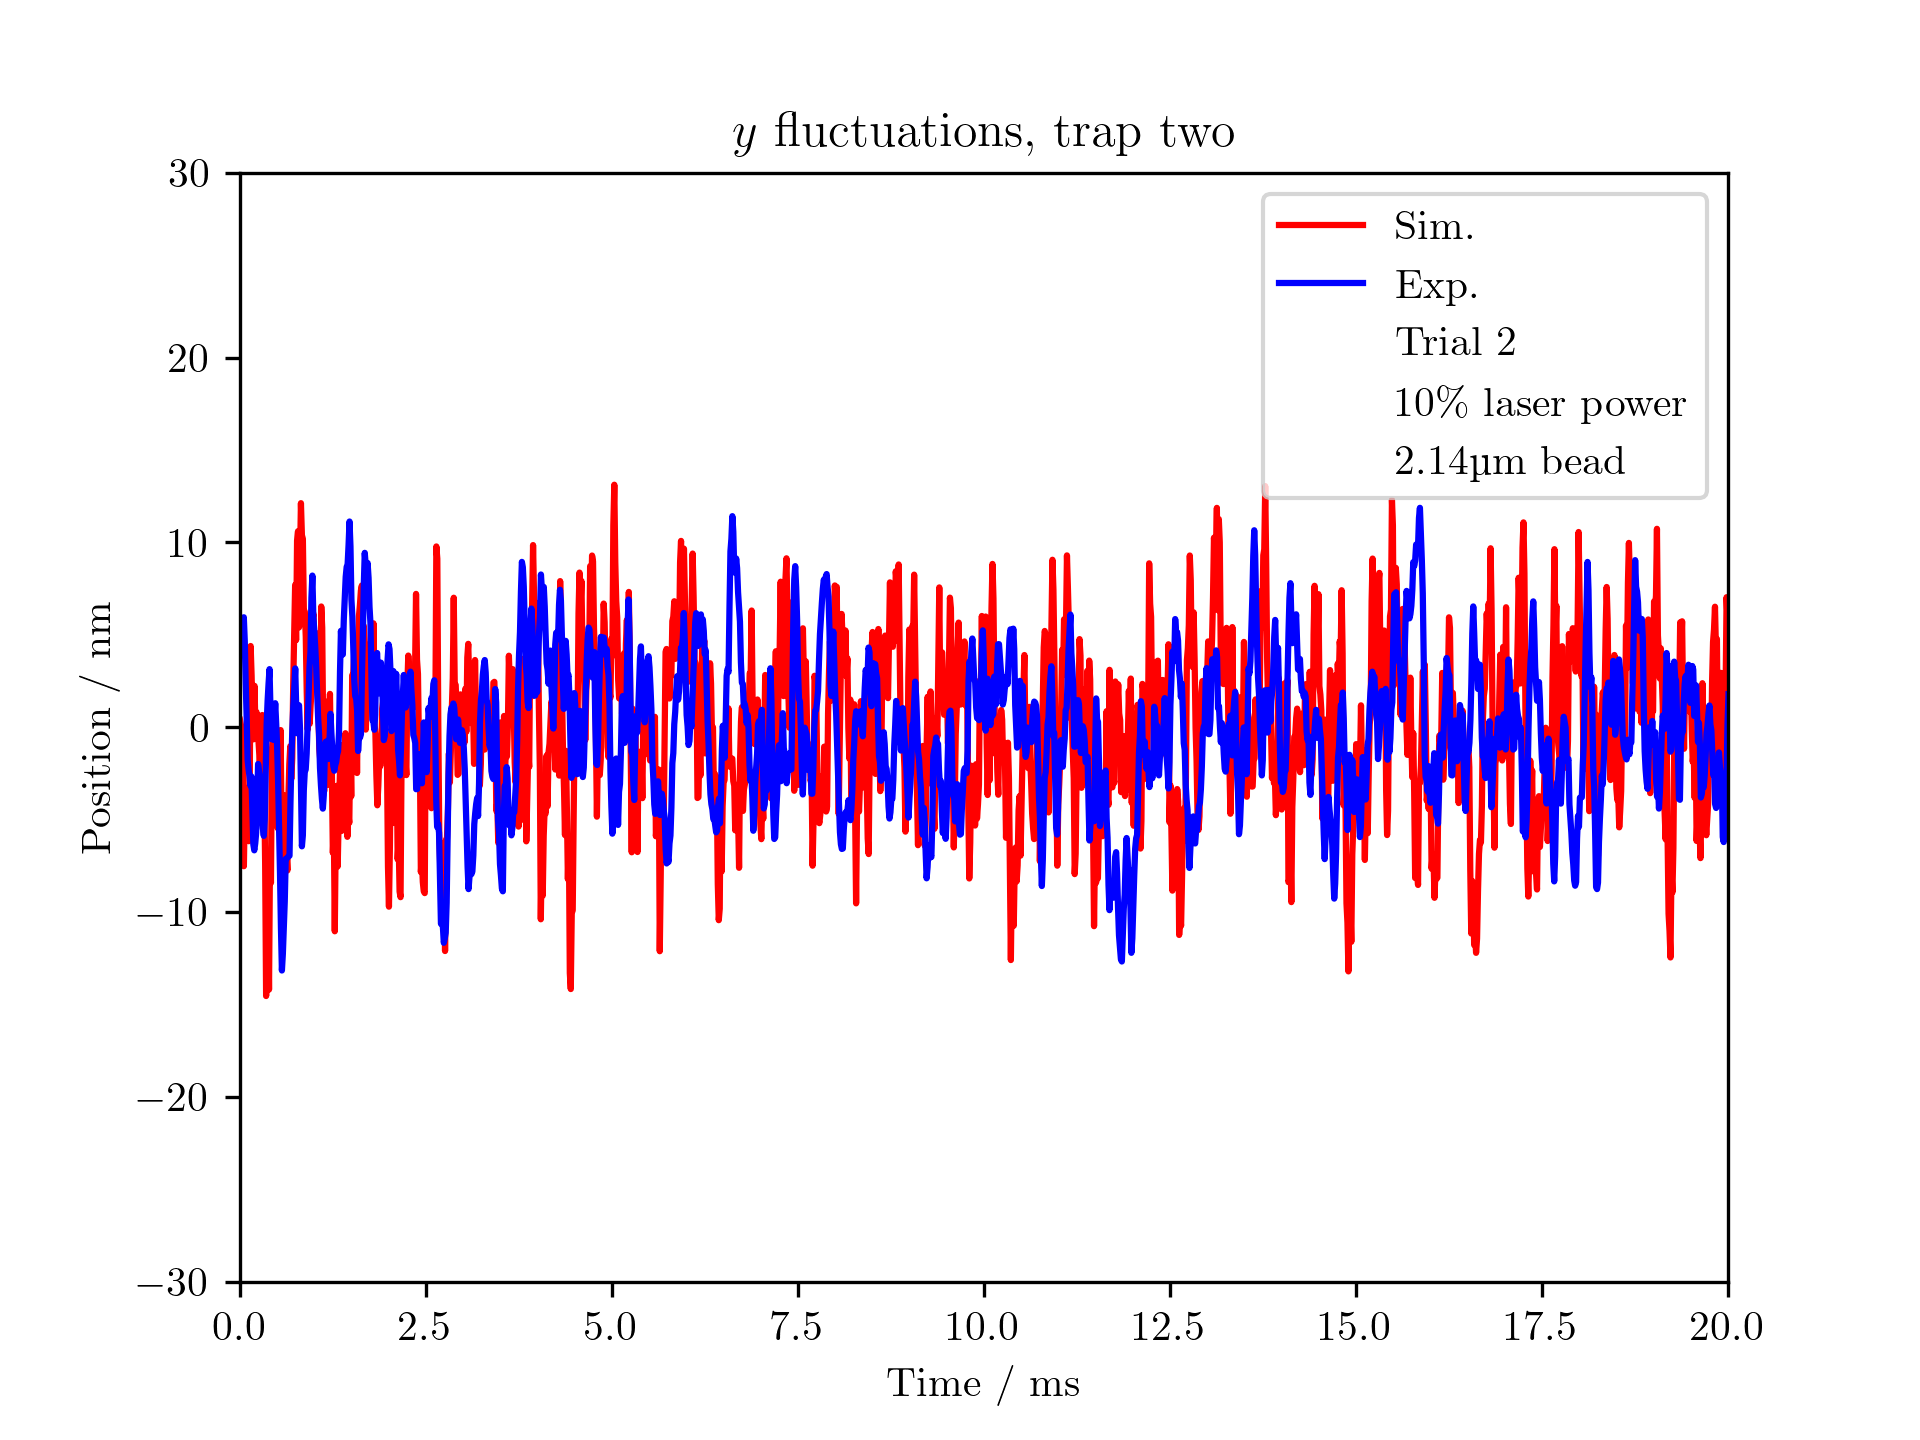 y fluctuations, trap two
30
20
10
0
−10
−20
−30
Position / nm
Sim.
Exp.
Trial 2
10% laser power
2.14µm bead
0.0 2.5 5.0 7.5 10.0 12.5 15.0 17.5 20.0
Time / ms